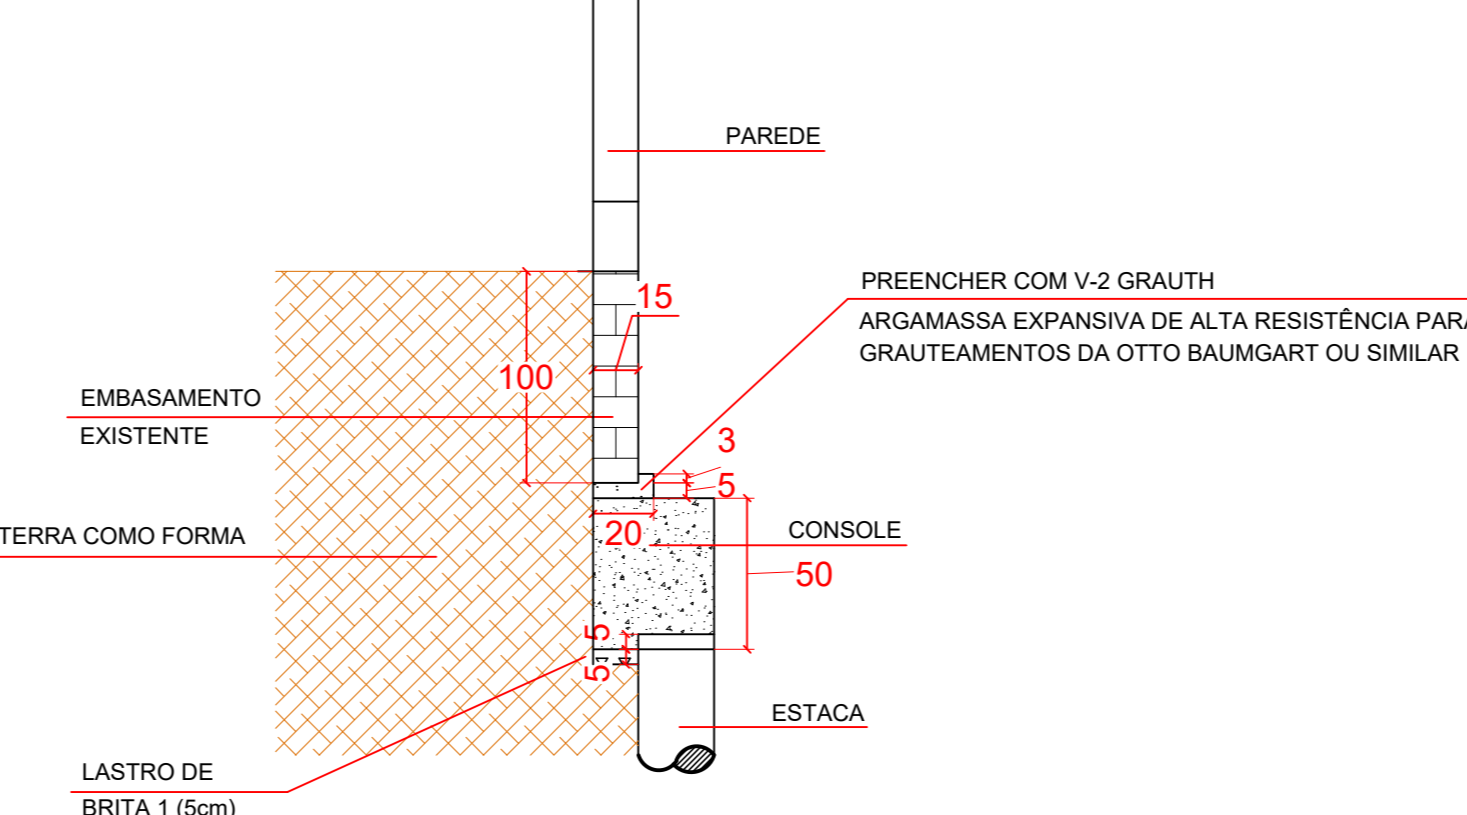 PAREDE
15
PREENCHER COM V-2 GRAUTH
ARGAMASSA EXPANSIVA DE ALTA RESISTÊNCIA PARA
GRAUTEAMENTOS DA OTTO BAUMGART OU SIMILAR
100
EMBASAMENTO
EXISTENTE
3
5
TERRA COMO FORMA
20
CONSOLE
50
5
5
ESTACA
LASTRO DE
BRITA 1 (5cm)